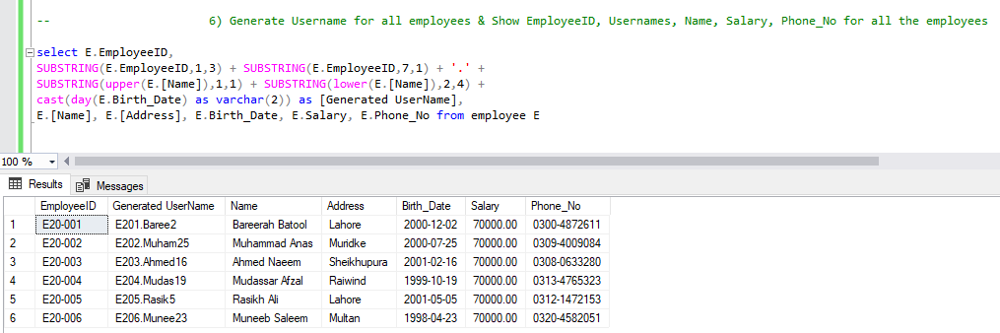 -- 6) Generate Username for all employees & Show EmployeeID, Usernames, Name, Salary, Phone_No for all the employees
select E.EmployeeID,
SUBSTRING(E.EmployeeID,1,3) + SUBSTRING(E.EmployeeID,7,1) + '.' +
SUBSTRING(upper(E.[Name]),1,1) + SUBSTRING(lower(E.[Name]),2,4) +
cast(day(E.Birth_Date) as varchar(2)) as [Generated UserName],
E.[Name], E.[Address], E.Birth_Date, E.Salary, E.Phone_No from employee E
100 %
Results Messages
EmployeeID Generated UserName Name Address Birth_Date Salary Phone_No
1 E20-001 E201.Baree2 Bareerah Batool Lahore 2000-12-02 70000.00 0300-4872611
2 E20-002 E202.Muham25 Muhammad Anas Muridke 2000-07-25 70000.00 0309-4009084
3 E20-003 E203.Ahmed16 Ahmed Naeem Sheikhupura 2001-02-16 70000.00 0308-0633280
4 E20-004 E204.Mudas19 Mudassar Afzal Raiwind 1999-10-19 70000.00 0313-4765323
5 E20-005 E205.Rasik5 Rasikh Ali Lahore 2001-05-05 70000.00 0312-1472153
6 E20-006 E206.Munee23 Muneeb Saleem Multan 1998-04-23 70000.00 0320-4582051